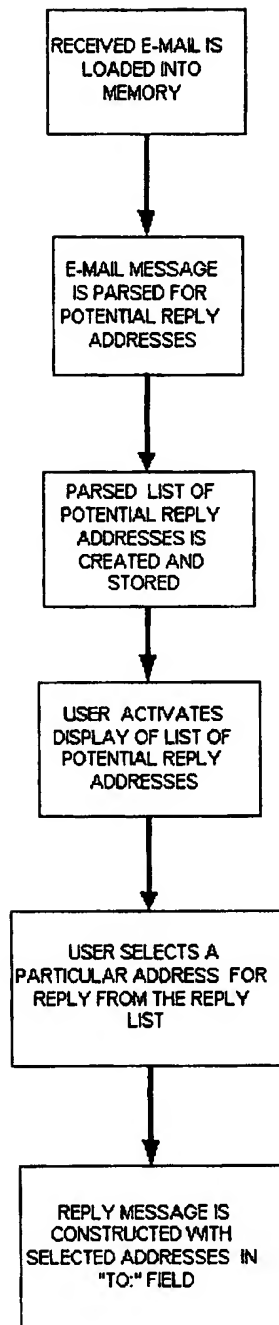 RECEIVED E-MAIL IS
LOADED INTO
MEMORY
E-MAIL MESSAGE
IS PARSED FOR
POTENTIAL REPLY
ADDRESSES
PARSED LIST OF
POTENTIAL REPLY
ADDRESSES IS
CREATED AND
STORED
USER ACTIVATES
DISPLAY OF LIST OF
POTENTIAL REPLY
ADDRESSES
USER SELECTS A
PARTICULAR ADDRESS FOR
REPLY FROM THE REPLY
LIST
REPLY MESSAGE IS
CONSTRUCTED WITH
SELECTED ADDRESSES IN
"TO:" FIELD